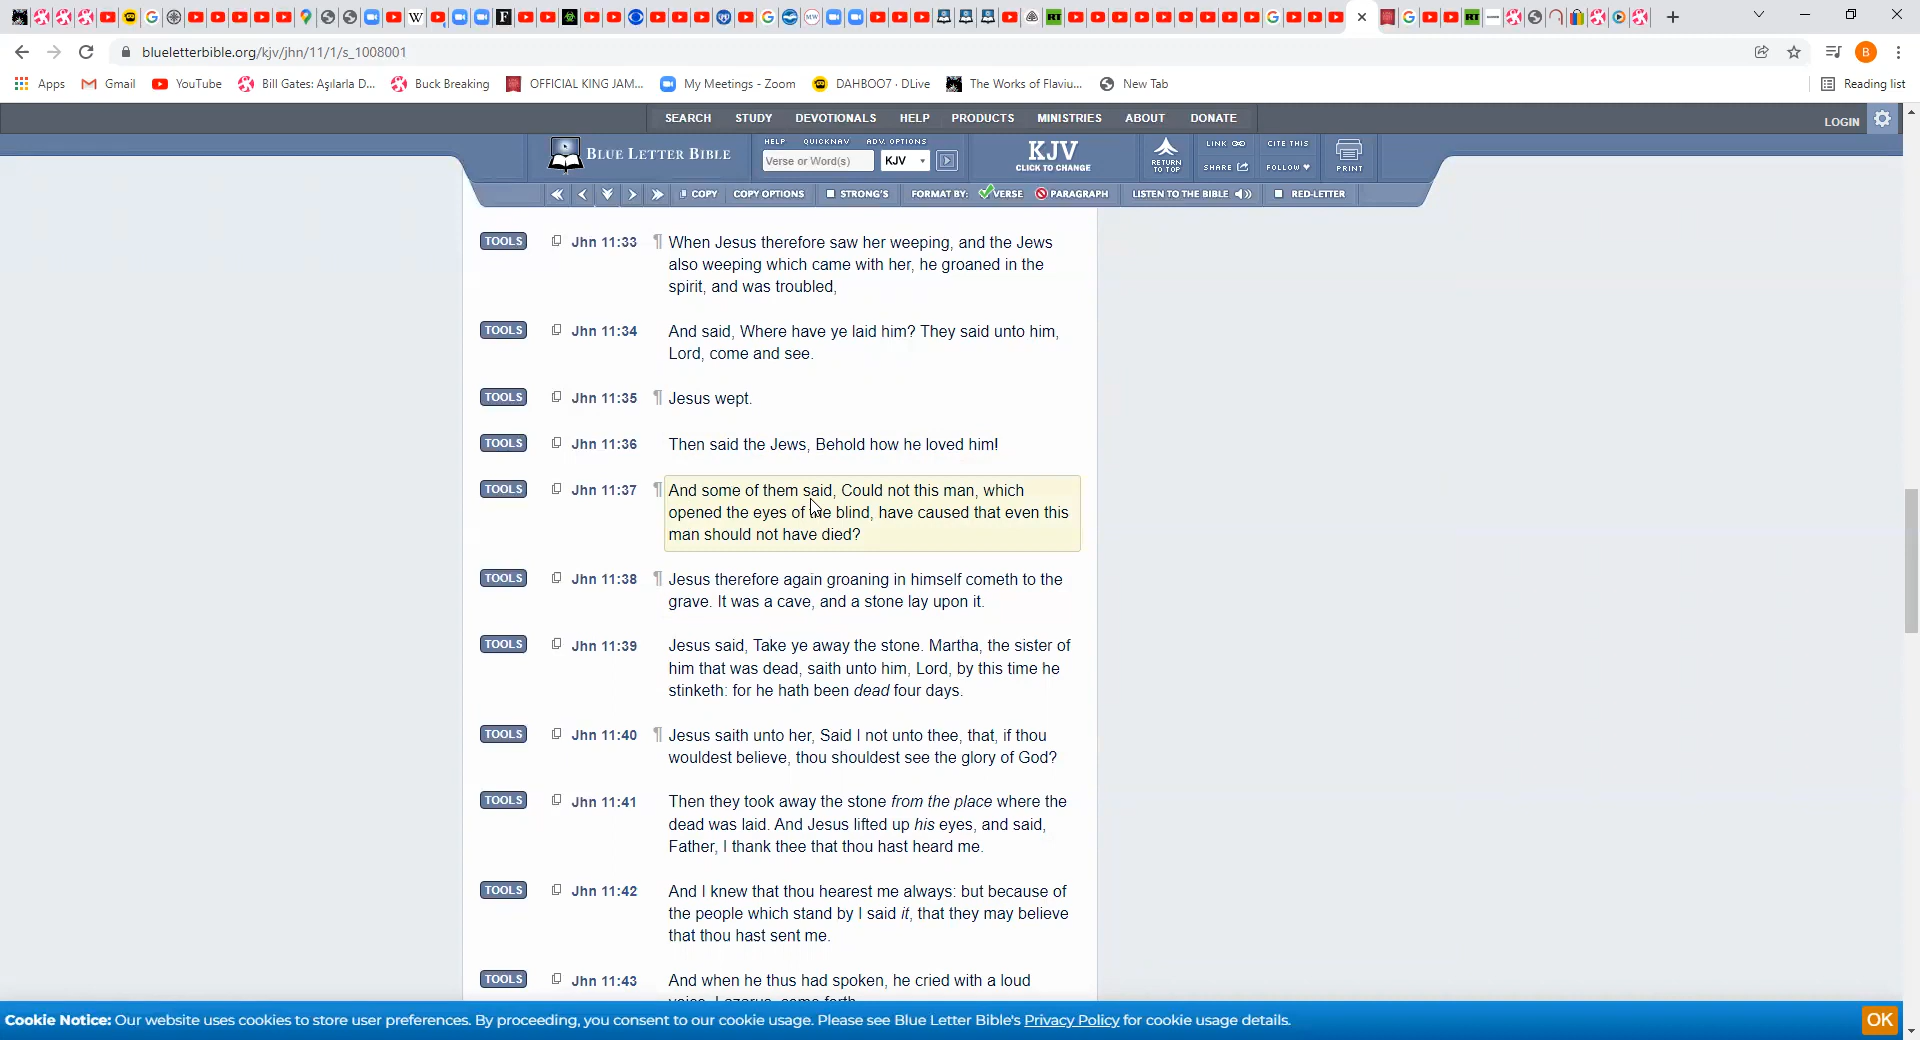 blueletterbible.org/kjv/jhn/11/1/s_1008001
B
Apps
Gmail
YouTube
Bill Gates: Aşılarla D...
Buck Breaking
OFFICIAL KING JAM...
My Meetings - Zoom
DAHBOO7 · DLive
The Works of Flaviu...
New Tab
Reading list
SEARCH STUDY DEVOTIONALS HELP PRODUCTS MINISTRIES ABOUT DONATE
LOGIN
BLUE LETTER BIBLE
HELP QUICKNAV ADV. OPTIONS
Verse or Word(s)
KJV
KJV
CLICK TO CHANGE
RETURN
TO TOP
LINK
SHARE
CITE THIS
FOLLOW
PRINT
COPY
COPY OPTIONS
STRONG'S
FORMAT BY:
VERSE
PARAGRAPH
LISTEN TO THE BIBLE
RED-LETTER
TOOLS Jhn 11:33 ¶ When Jesus therefore saw her weeping, and the Jews
also weeping which came with her, he groaned in the
spirit, and was troubled,
TOOLS Jhn 11:34 And said, Where have ye laid him? They said unto him,
Lord, come and see.
TOOLS Jhn 11:35 ¶ Jesus wept.
TOOLS Jhn 11:36 Then said the Jews, Behold how he loved him!
TOOLS Jhn 11:37 ¶ And some of them said, Could not this man, which
opened the eyes of the blind, have caused that even this
man should not have died?
TOOLS Jhn 11:38 ¶ Jesus therefore again groaning in himself cometh to the
grave. It was a cave, and a stone lay upon it.
TOOLS Jhn 11:39 Jesus said, Take ye away the stone. Martha, the sister of
him that was dead, saith unto him, Lord, by this time he
stinketh: for he hath been dead four days.
TOOLS Jhn 11:40 ¶ Jesus saith unto her, Said I not unto thee, that, if thou
wouldest believe, thou shouldest see the glory of God?
TOOLS Jhn 11:41 Then they took away the stone from the place where the
dead was laid. And Jesus lifted up his eyes, and said,
Father, I thank thee that thou hast heard me.
TOOLS Jhn 11:42 And I knew that thou hearest me always: but because of
the people which stand by I said it, that they may believe
that thou hast sent me.
TOOLS Jhn 11:43 And when he thus had spoken, he cried with a loud
voice, Lazarus, come forth.
Cookie Notice: Our website uses cookies to store user preferences. By proceeding, you consent to our cookie usage. Please see Blue Letter Bible's Privacy Policy for cookie usage details.
OK